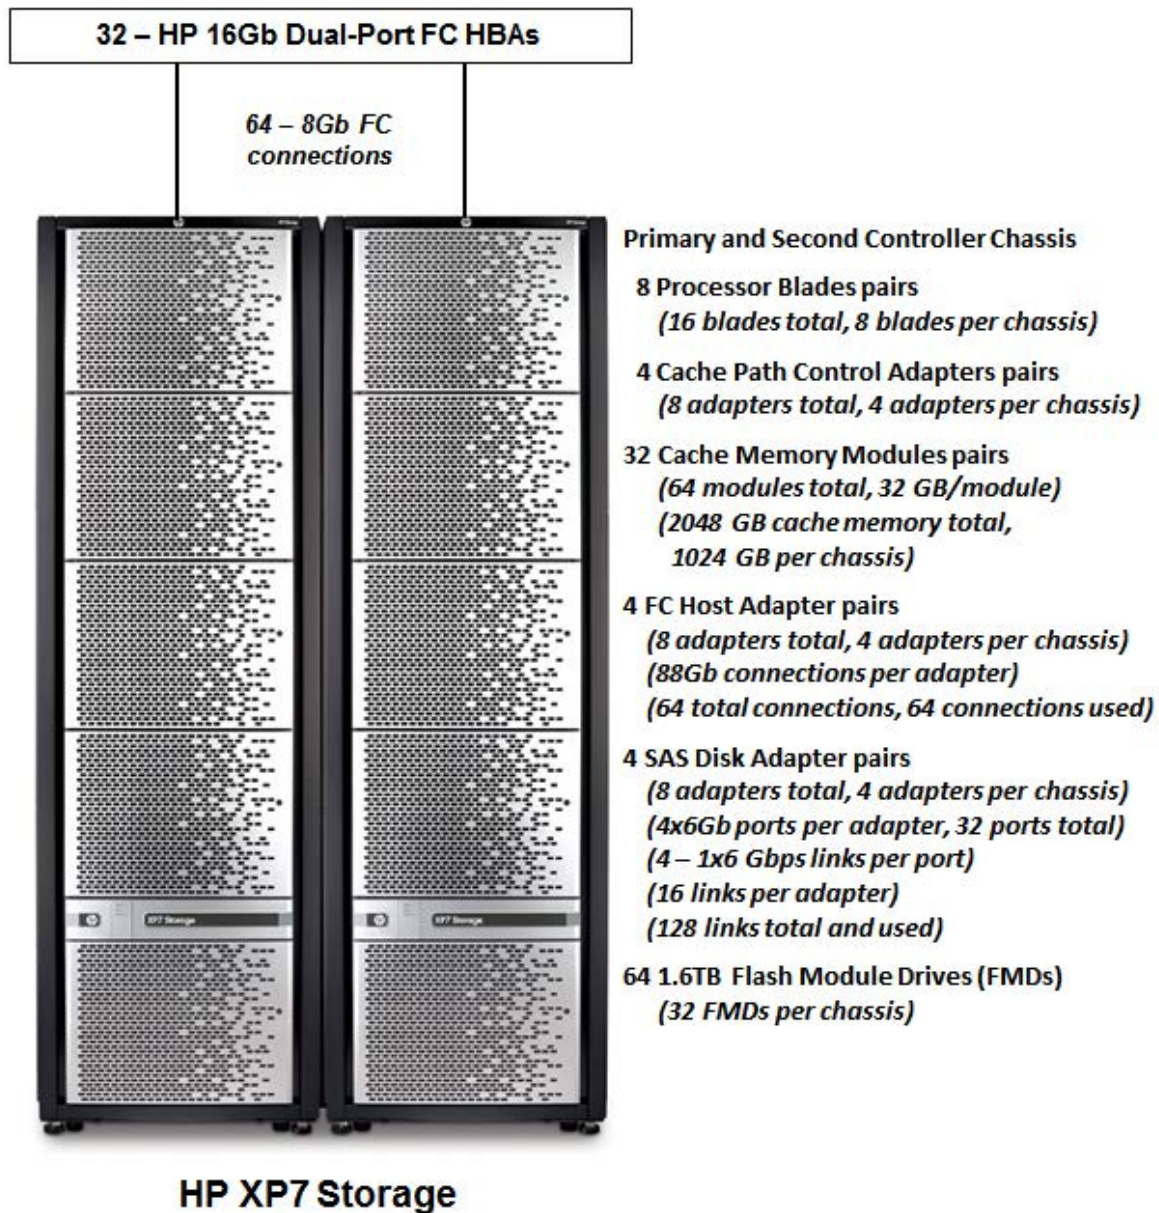 32 – HP 16Gb Dual-Port FC HBAs
64 – 8Gb FC
connections
Primary and Second Controller Chassis
8 Processor Blades pairs
(16 blades total, 8 blades per chassis)
4 Cache Path Control Adapters pairs
(8 adapters total, 4 adapters per chassis)
32 Cache Memory Modules pairs
(64 modules total, 32 GB/module)
(2048 GB cache memory total,
1024 GB per chassis)
4 FC Host Adapter pairs
(8 adapters total, 4 adapters per chassis)
(88Gb connections per adapter)
(64 total connections, 64 connections used)
4 SAS Disk Adapter pairs
(8 adapters total, 4 adapters per chassis)
(4x6Gb ports per adapter, 32 ports total)
(4 – 1x6 Gbps links per port)
(16 links per adapter)
(128 links total and used)
hp XP7 Storage
hp XP7 Storage
64 1.6TB Flash Module Drives (FMDs)
(32 FMDs per chassis)
HP XP7 Storage